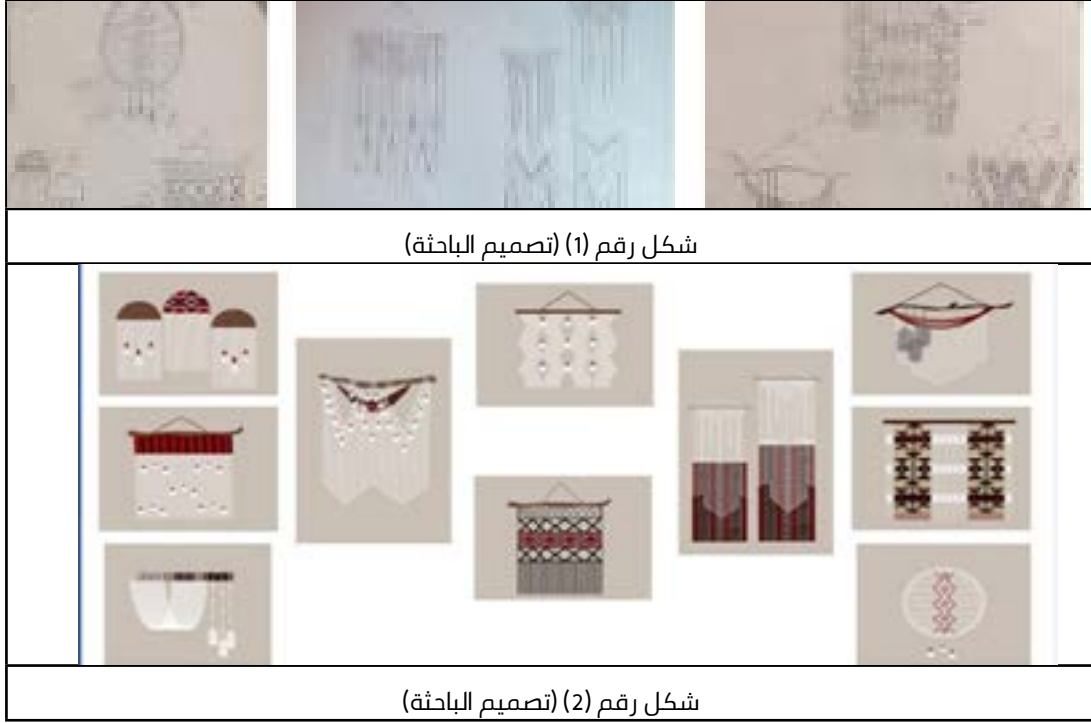 شكل رقم (1) (تصميم الباحثة)
شكل رقم (2) (تصميم الباحثة)